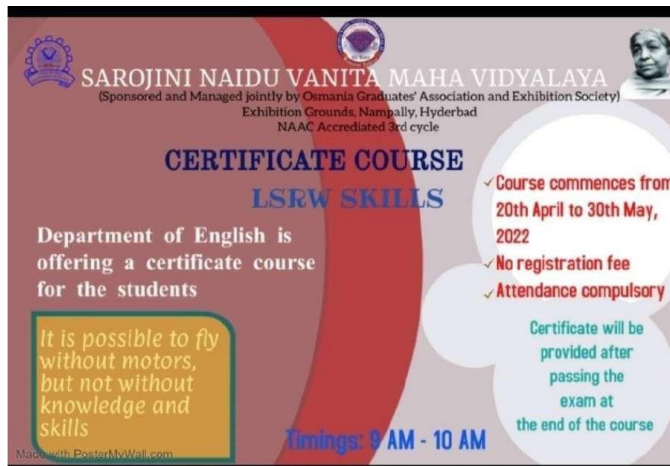 SAROJINI NAIDU VANITA MAHA VIDYALAYA
(Sponsored and Managed jointly by Osmania Graduates' Association and Exhibition Society)
Exhibition Grounds, Nampally, Hyderbad
NAAC Accrediated 3rd cycle
CERTIFICATE COURSE
LSRW SKILLS
Department of English is
offering a certificate course
for the students
It is possible to fly
without motors,
but not without
knowledge and
skills
Course commences from
20th April to 30th May,
2022
No registration fee
Attendance compulsory
Certificate will be
provided after
passing the
exam at
the end of the course
Timings: 9 AM - 10 AM
Made with PosterMyWall.com